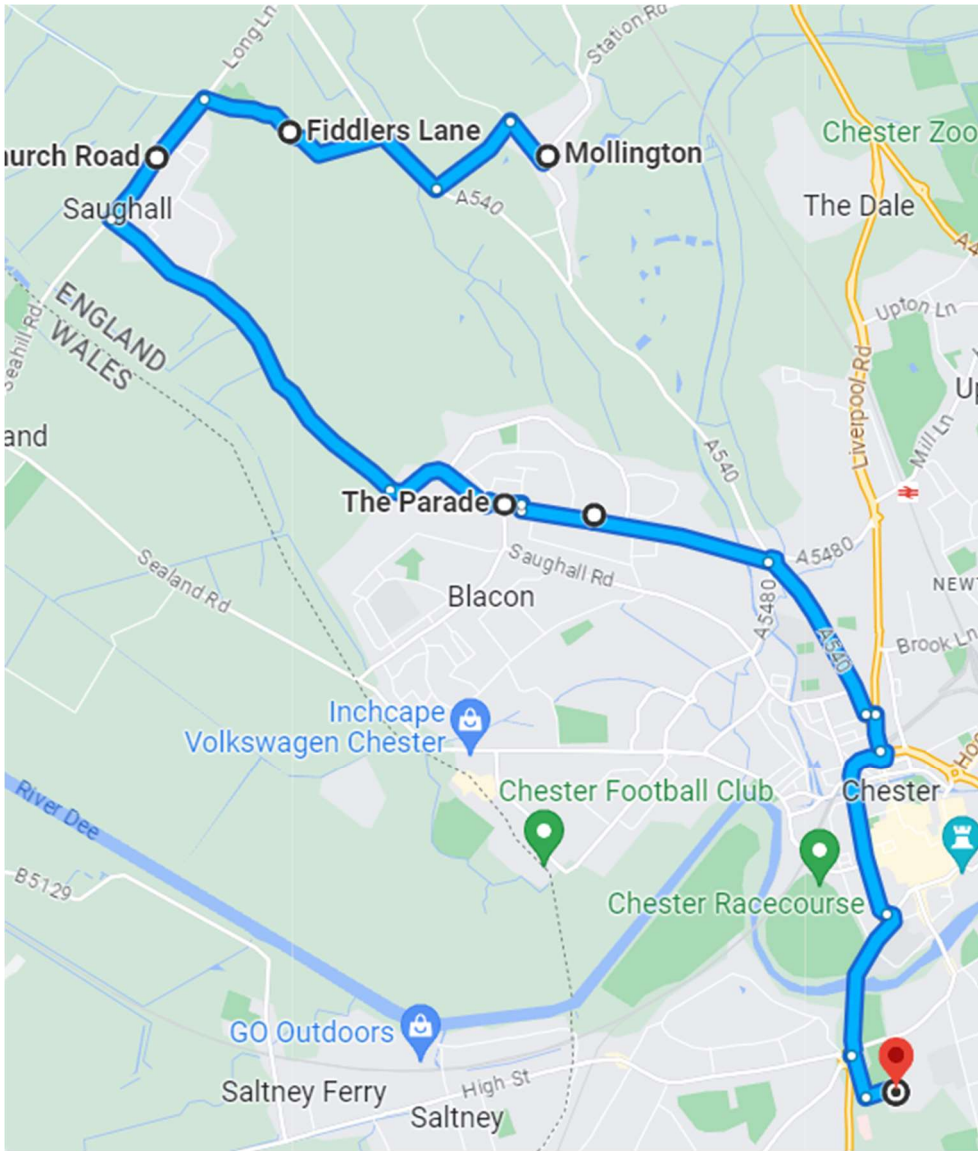 Long Ln
Station Rd
Fiddlers Lane
Mollington
Chester Zoo
hurch Road
Saughall
A540
The Dale
ENGLAND
WALES
Seahill Rd
Upton Ln
Liverpool Rd
Mill Ln
and
A540
The Parade
Saughall Rd
A5480
A5480
Sealand Rd
Blacon
A540
Brook Ln
Inchcape
Volkswagen Chester
Chester Football Club
Chester
River Dee
B5129
Chester Racecourse
GO Outdoors
Saltney Ferry
High St
Saltney